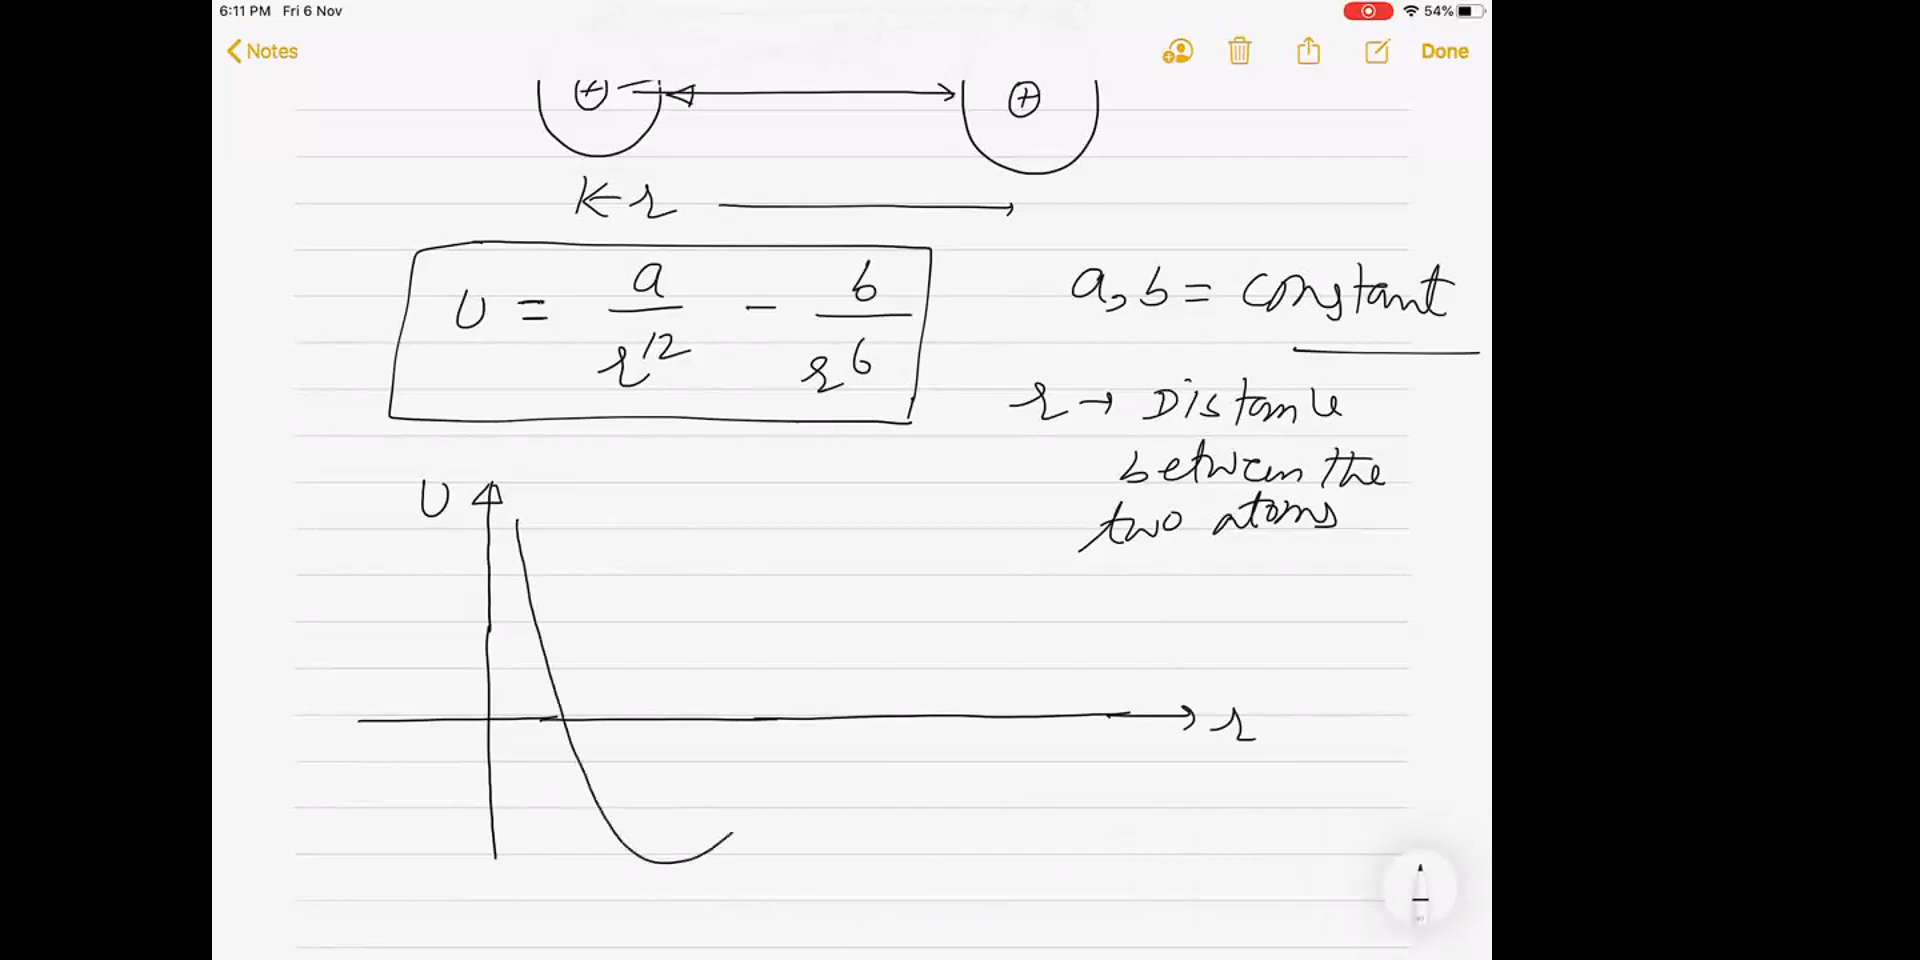 6:11 PM Fri 6 Nov
54%
Notes
Done
+ +
r
U = a/r^12 - b/r^6
a, b = constant
r → Distance
between the
two atoms
U
r